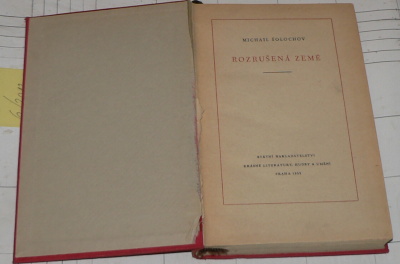 MICHAIL ŠOLOCHOV
ROZRUŠENÁ ZEMĚ
STÁTNÍ NAKLADATELSTVÍ
KRÁSNÉ LITERATURY, HUDBY A UMĚNÍ
PRAHA